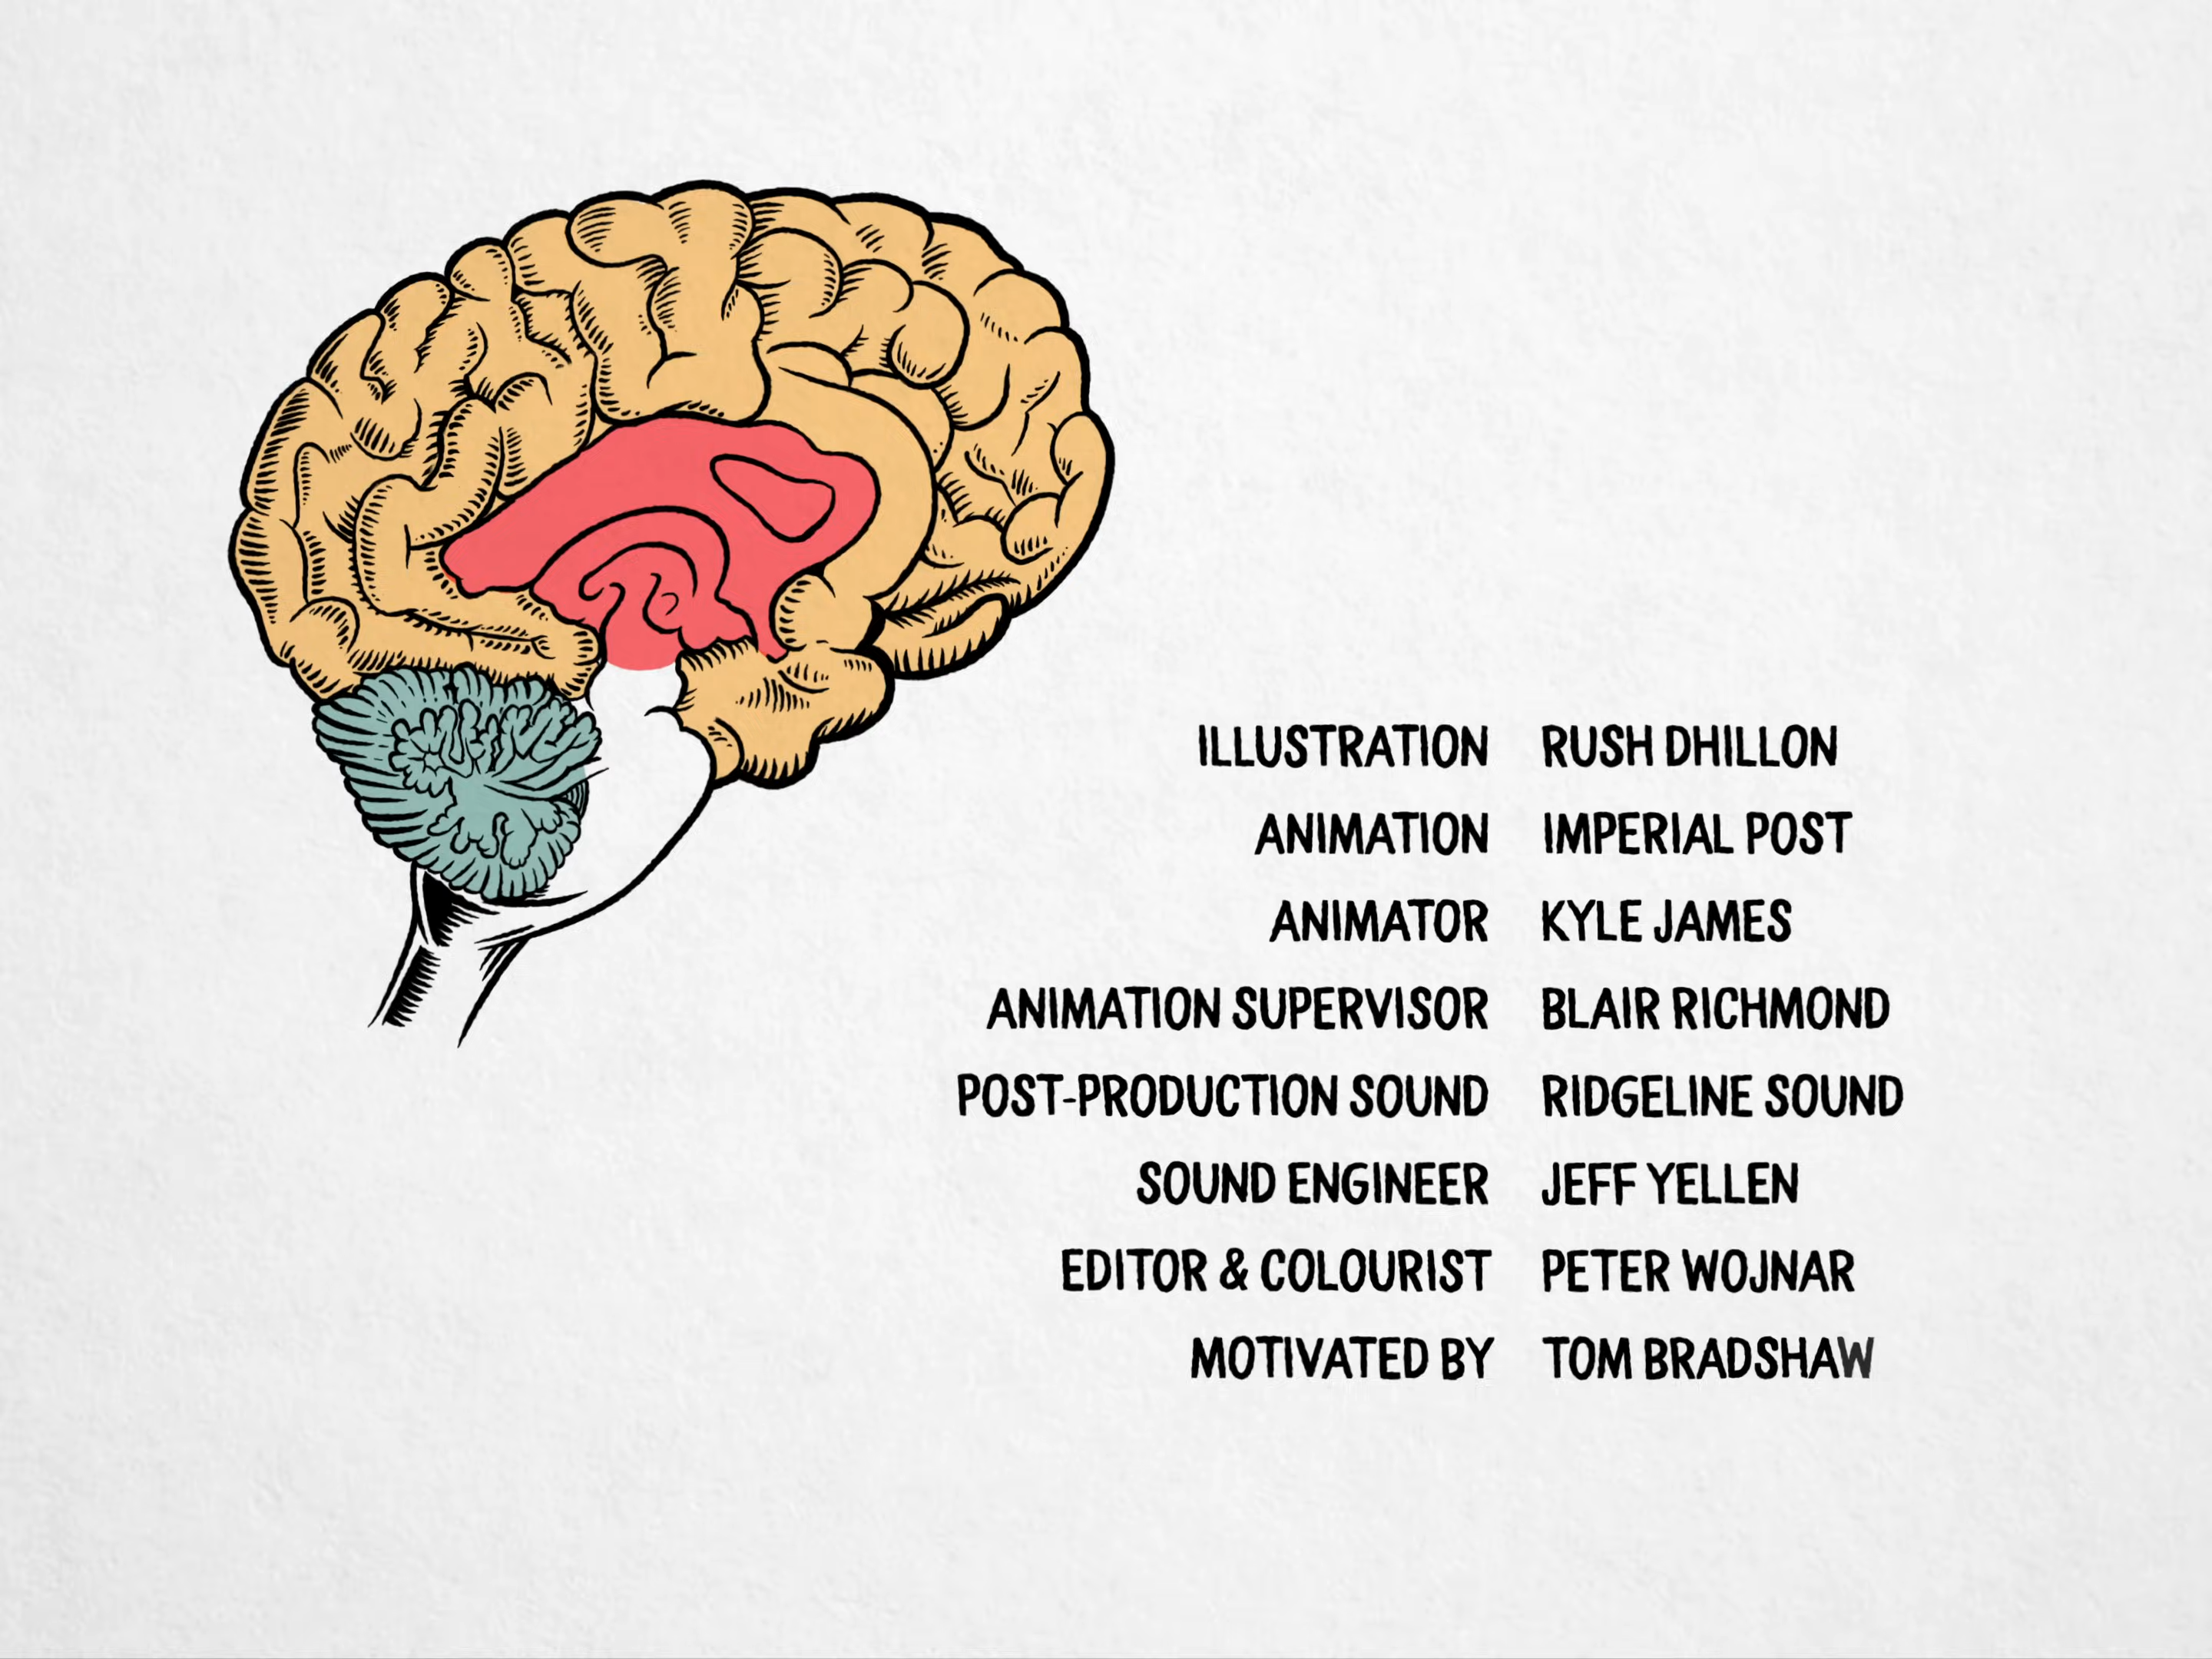 ILLUSTRATION RUSH DHILLON
ANIMATION IMPERIAL POST
ANIMATOR KYLE JAMES
ANIMATION SUPERVISOR BLAIR RICHMOND
POST-PRODUCTION SOUND RIDGELINE SOUND
SOUND ENGINEER JEFF YELLEN
EDITOR & COLOURIST PETER WOJNAR
MOTIVATED BY TOM BRADSHAW